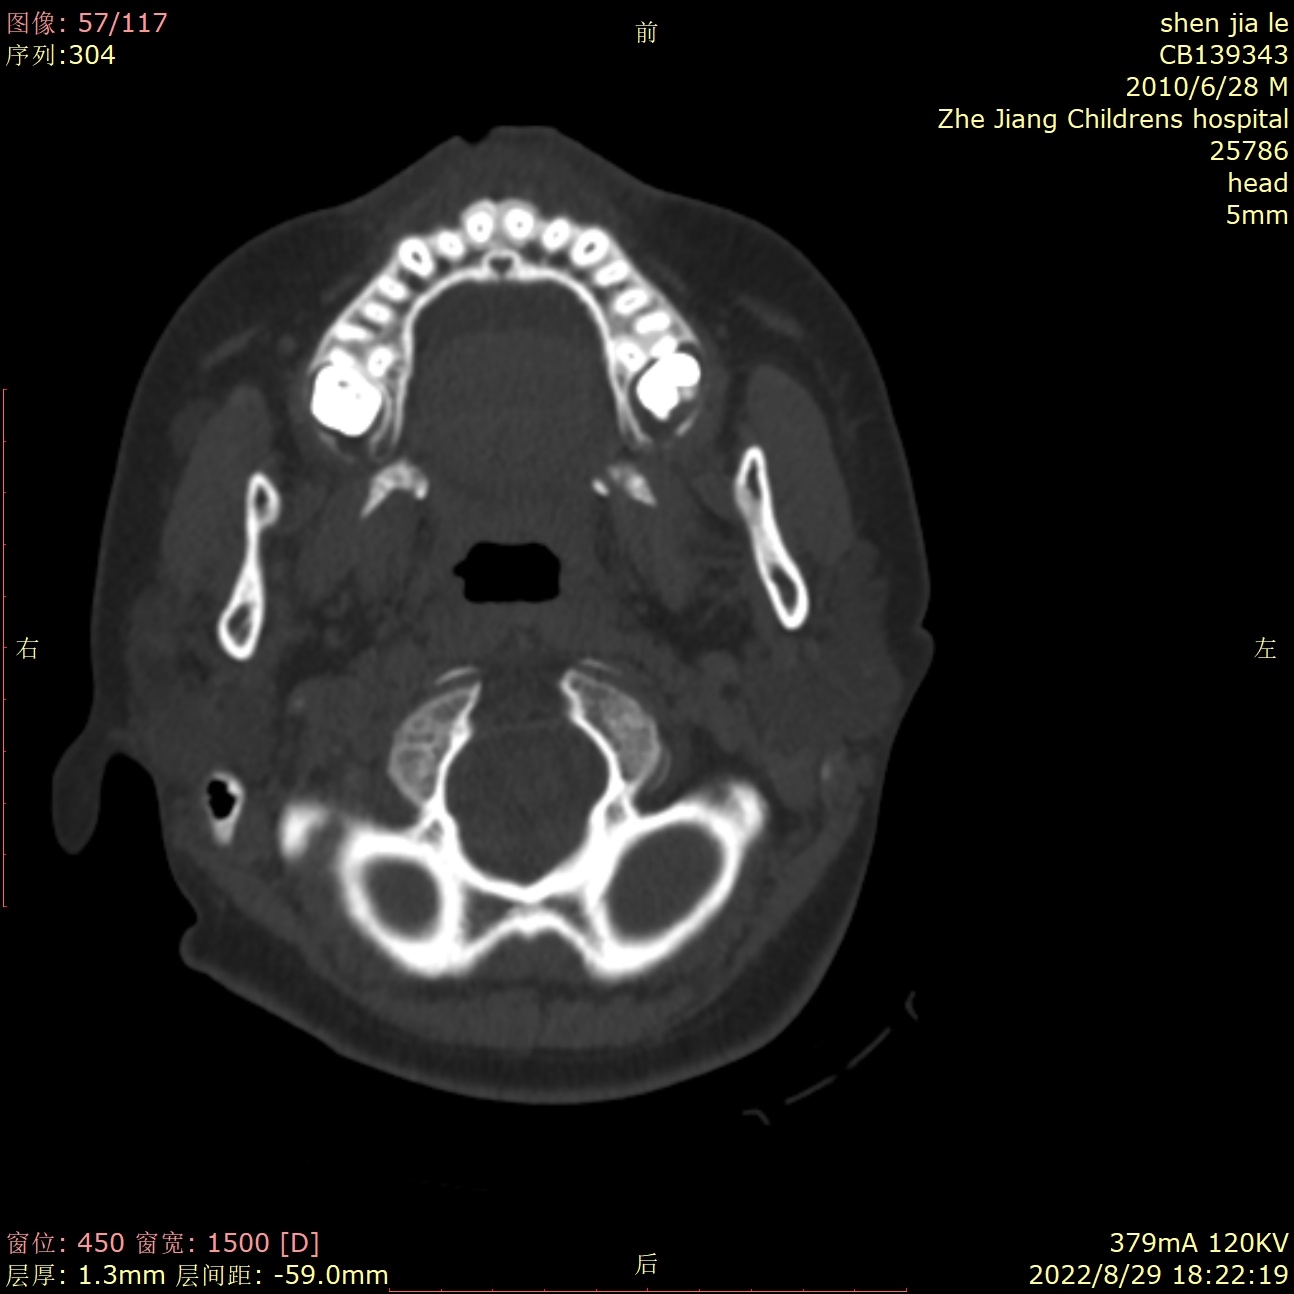 图像: 57/117
序列:304
前
shen jia le
CB139343
2010/6/28 M
Zhe Jiang Childrens hospital
25786
head
5mm
右
左
窗位: 450 窗宽: 1500 [D]
层厚: 1.3mm 层间距: -59.0mm
后
379mA 120KV
2022/8/29 18:22:19